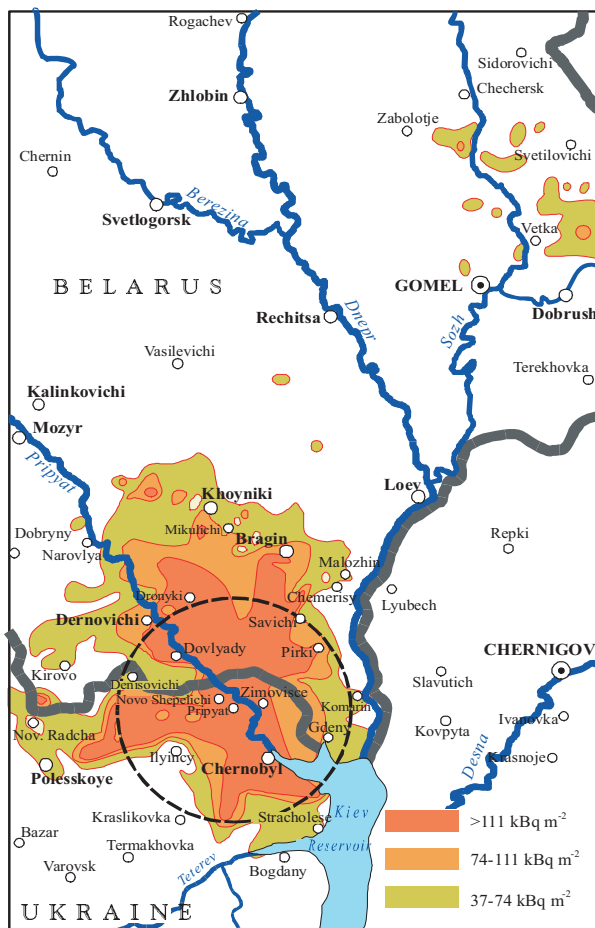 Rogachev
Sidorovichi
Zhlobin
Chechersk
Zabolotje
Chernin
Svetilovichi
Svetlogorsk
Berezina
Vetka
BELARUS
GOMEL
Dobrush
Rechitsa
Dnepr
Sozh
Vasilevichi
Terekhovka
Kalinkovichi
Mozyr
Pripyat
Loev
Khoyniki
Mikulichi
Bragin
Repki
Dobryny
Narovlya
Malozhin
Chemerisy
Lyubech
Dronyki
Dernovichi
Savichi
Dovlyady
Pirki
CHERNIGOV
Kirovo
Denisovichi
Slavutich
Novo Shepelichi
Zimovisce
Komarin
Pripyat
Ivanovka
Nov. Radcha
Gdeny
Kovpyta
Ilyincy
Chernobyl
Desna
Krasnoje
Polesskoye
Kiev
Reservoir
>111 kBq m-2
Kraslikovka
Stracholese
Bazar
Termakhovka
Bogdany
74-111 kBq m-2
Varovsk
Teterev
37-74 kBq m-2
UKRAINE